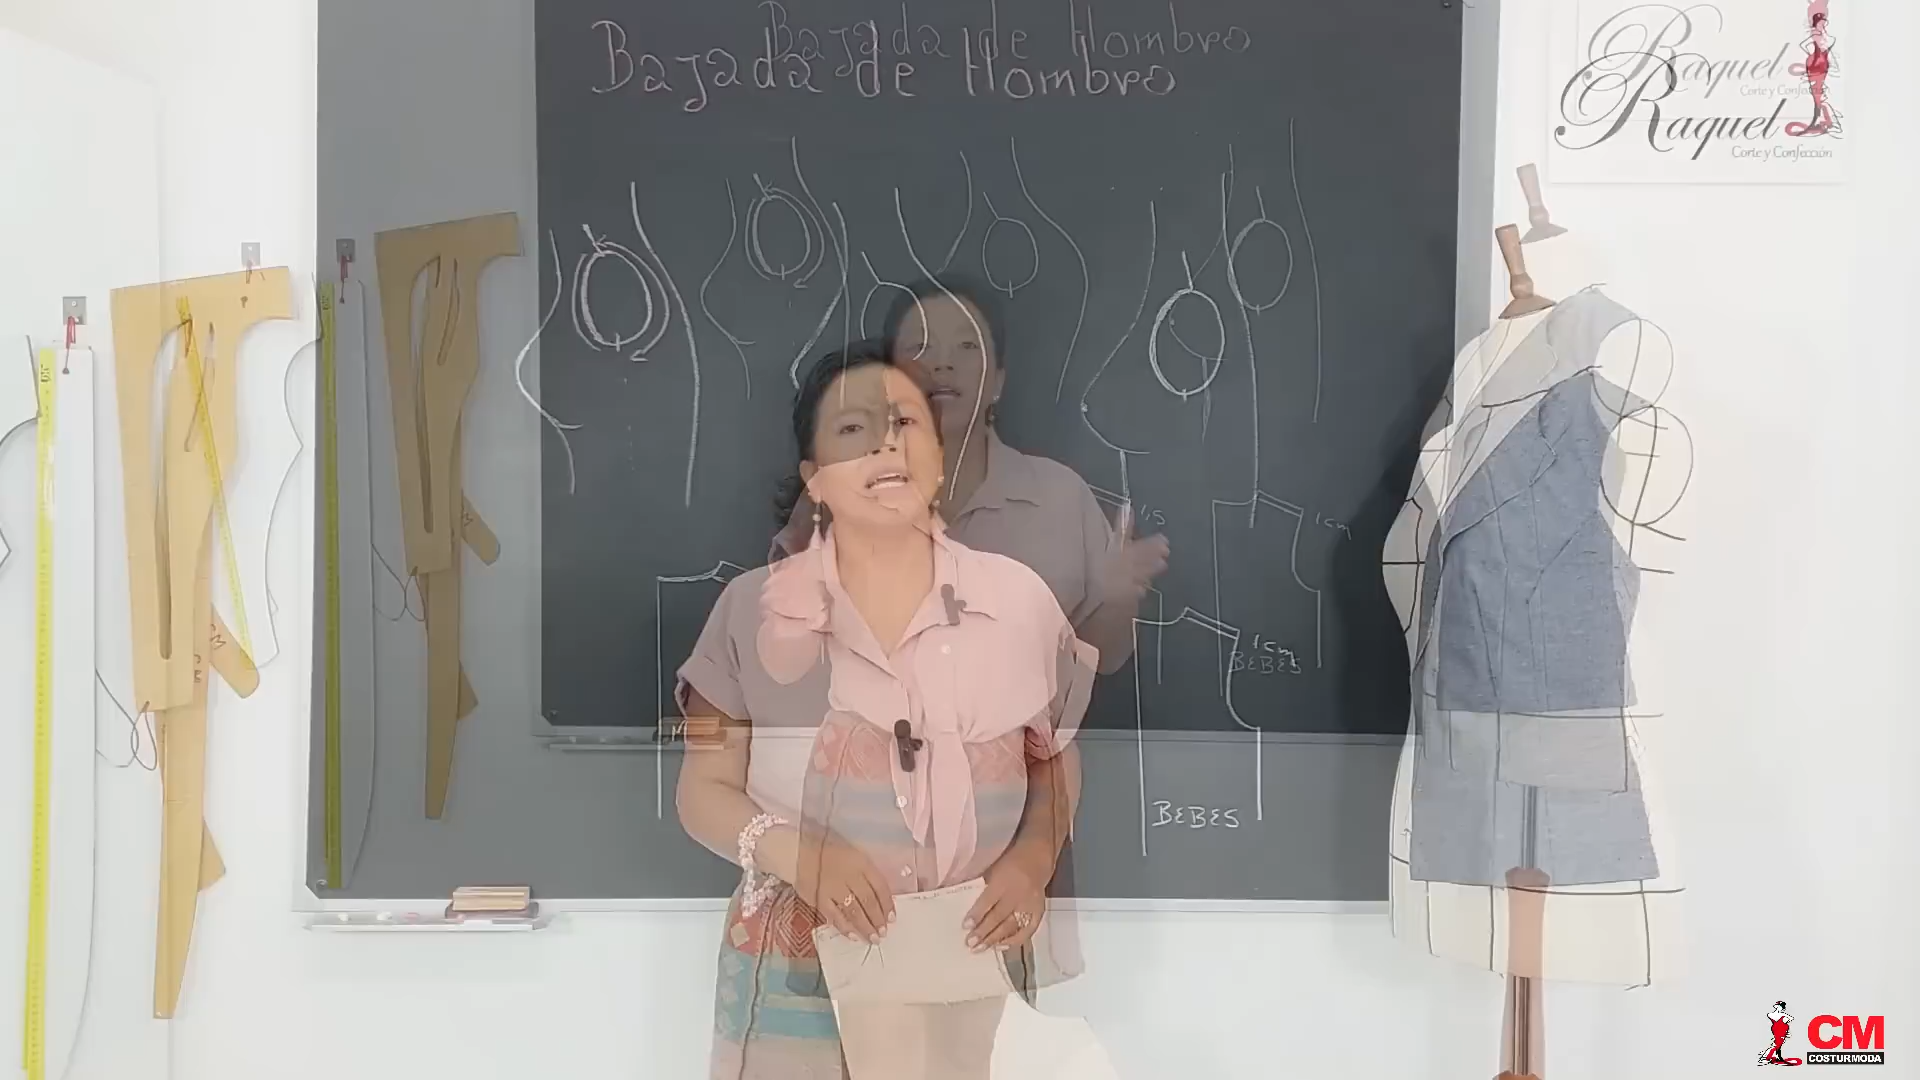 Bajada de Hombro
Bajada de Hombro
Raquel
Corte y Confección
Raquel
Corte y Confección
1cm
BEBES
1cm
BEBES
CM
COSTURMODA